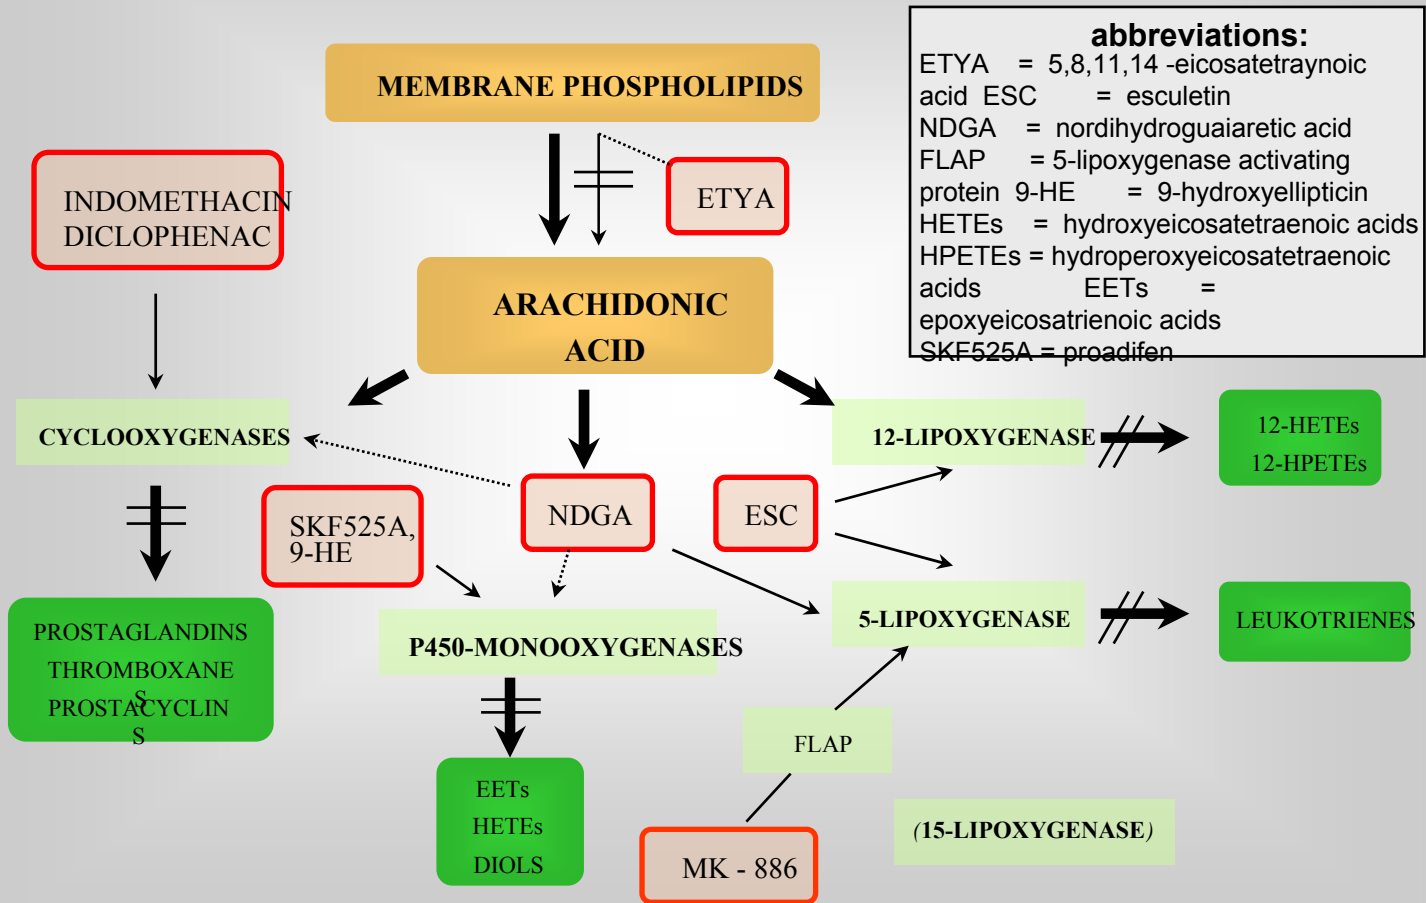 abbreviations:
ETYA = 5,8,11,14 -eicosatetraynoic
acid ESC = esculetin
NDGA = nordihydroguaiaretic acid
FLAP = 5-lipoxygenase activating
protein 9-HE = 9-hydroxyellipticin
HETEs = hydroxyeicosatetraenoic acids
HPETEs = hydroperoxyeicosatetraenoic
acids EETs =
epoxyeicosatrienoic acids
SKF525A = proadifen
MEMBRANE PHOSPHOLIPIDS
INDOMETHACIN
DICLOPHENAC
ETYA
ARACHIDONIC
ACID
CYCLOOXYGENASES
12-LIPOXYGENASE
12-HETEs
12-HPETEs
SKF525A,
9-HE
NDGA
ESC
PROSTAGLANDINS
THROMBOXANE
S
PROSTACYCLIN
S
P450-MONOOXYGENASES
5-LIPOXYGENASE
LEUKOTRIENES
FLAP
EETs
HETEs
DIOLS
(15-LIPOXYGENASE)
MK - 886